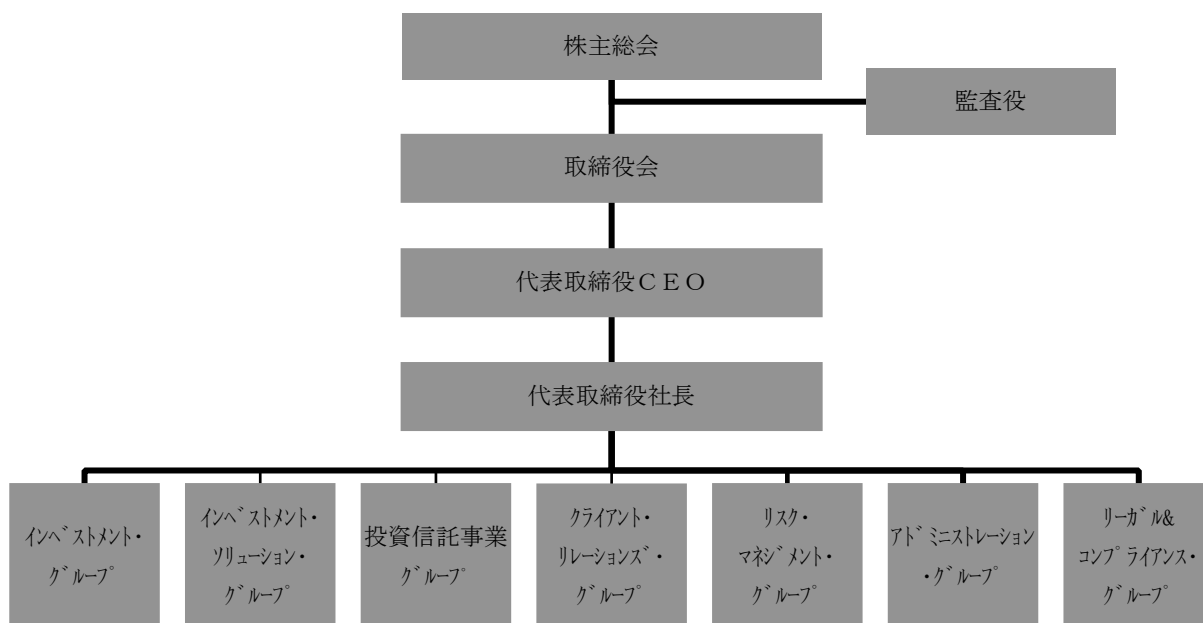 株主総会
監査役
取締役会
代表取締役ＣＥＯ
代表取締役社長
ｲﾝﾍﾞｽﾄﾒﾝﾄ・
ｸﾞﾙｰﾌﾟ
ｲﾝﾍﾞｽﾄﾒﾝﾄ・
ｿﾘｭｰｼｮﾝ・
ｸﾞﾙｰﾌﾟ
投資信託事業
ｸﾞﾙｰﾌﾟ
ｸﾗｲｱﾝﾄ・
ﾘﾚｰｼｮﾝｽﾞ・
ｸﾞﾙｰﾌﾟ
ﾘｽｸ・
ﾏﾈｼﾞﾒﾝﾄ・
ｸﾞﾙｰﾌﾟ
ｱﾄﾞﾐﾆｽﾄﾚｰｼｮﾝ
・ｸﾞﾙｰﾌﾟ
ﾘｰｶﾞﾙ&
ｺﾝﾌﾟﾗｲｱﾝｽ・
ｸﾞﾙｰﾌﾟ